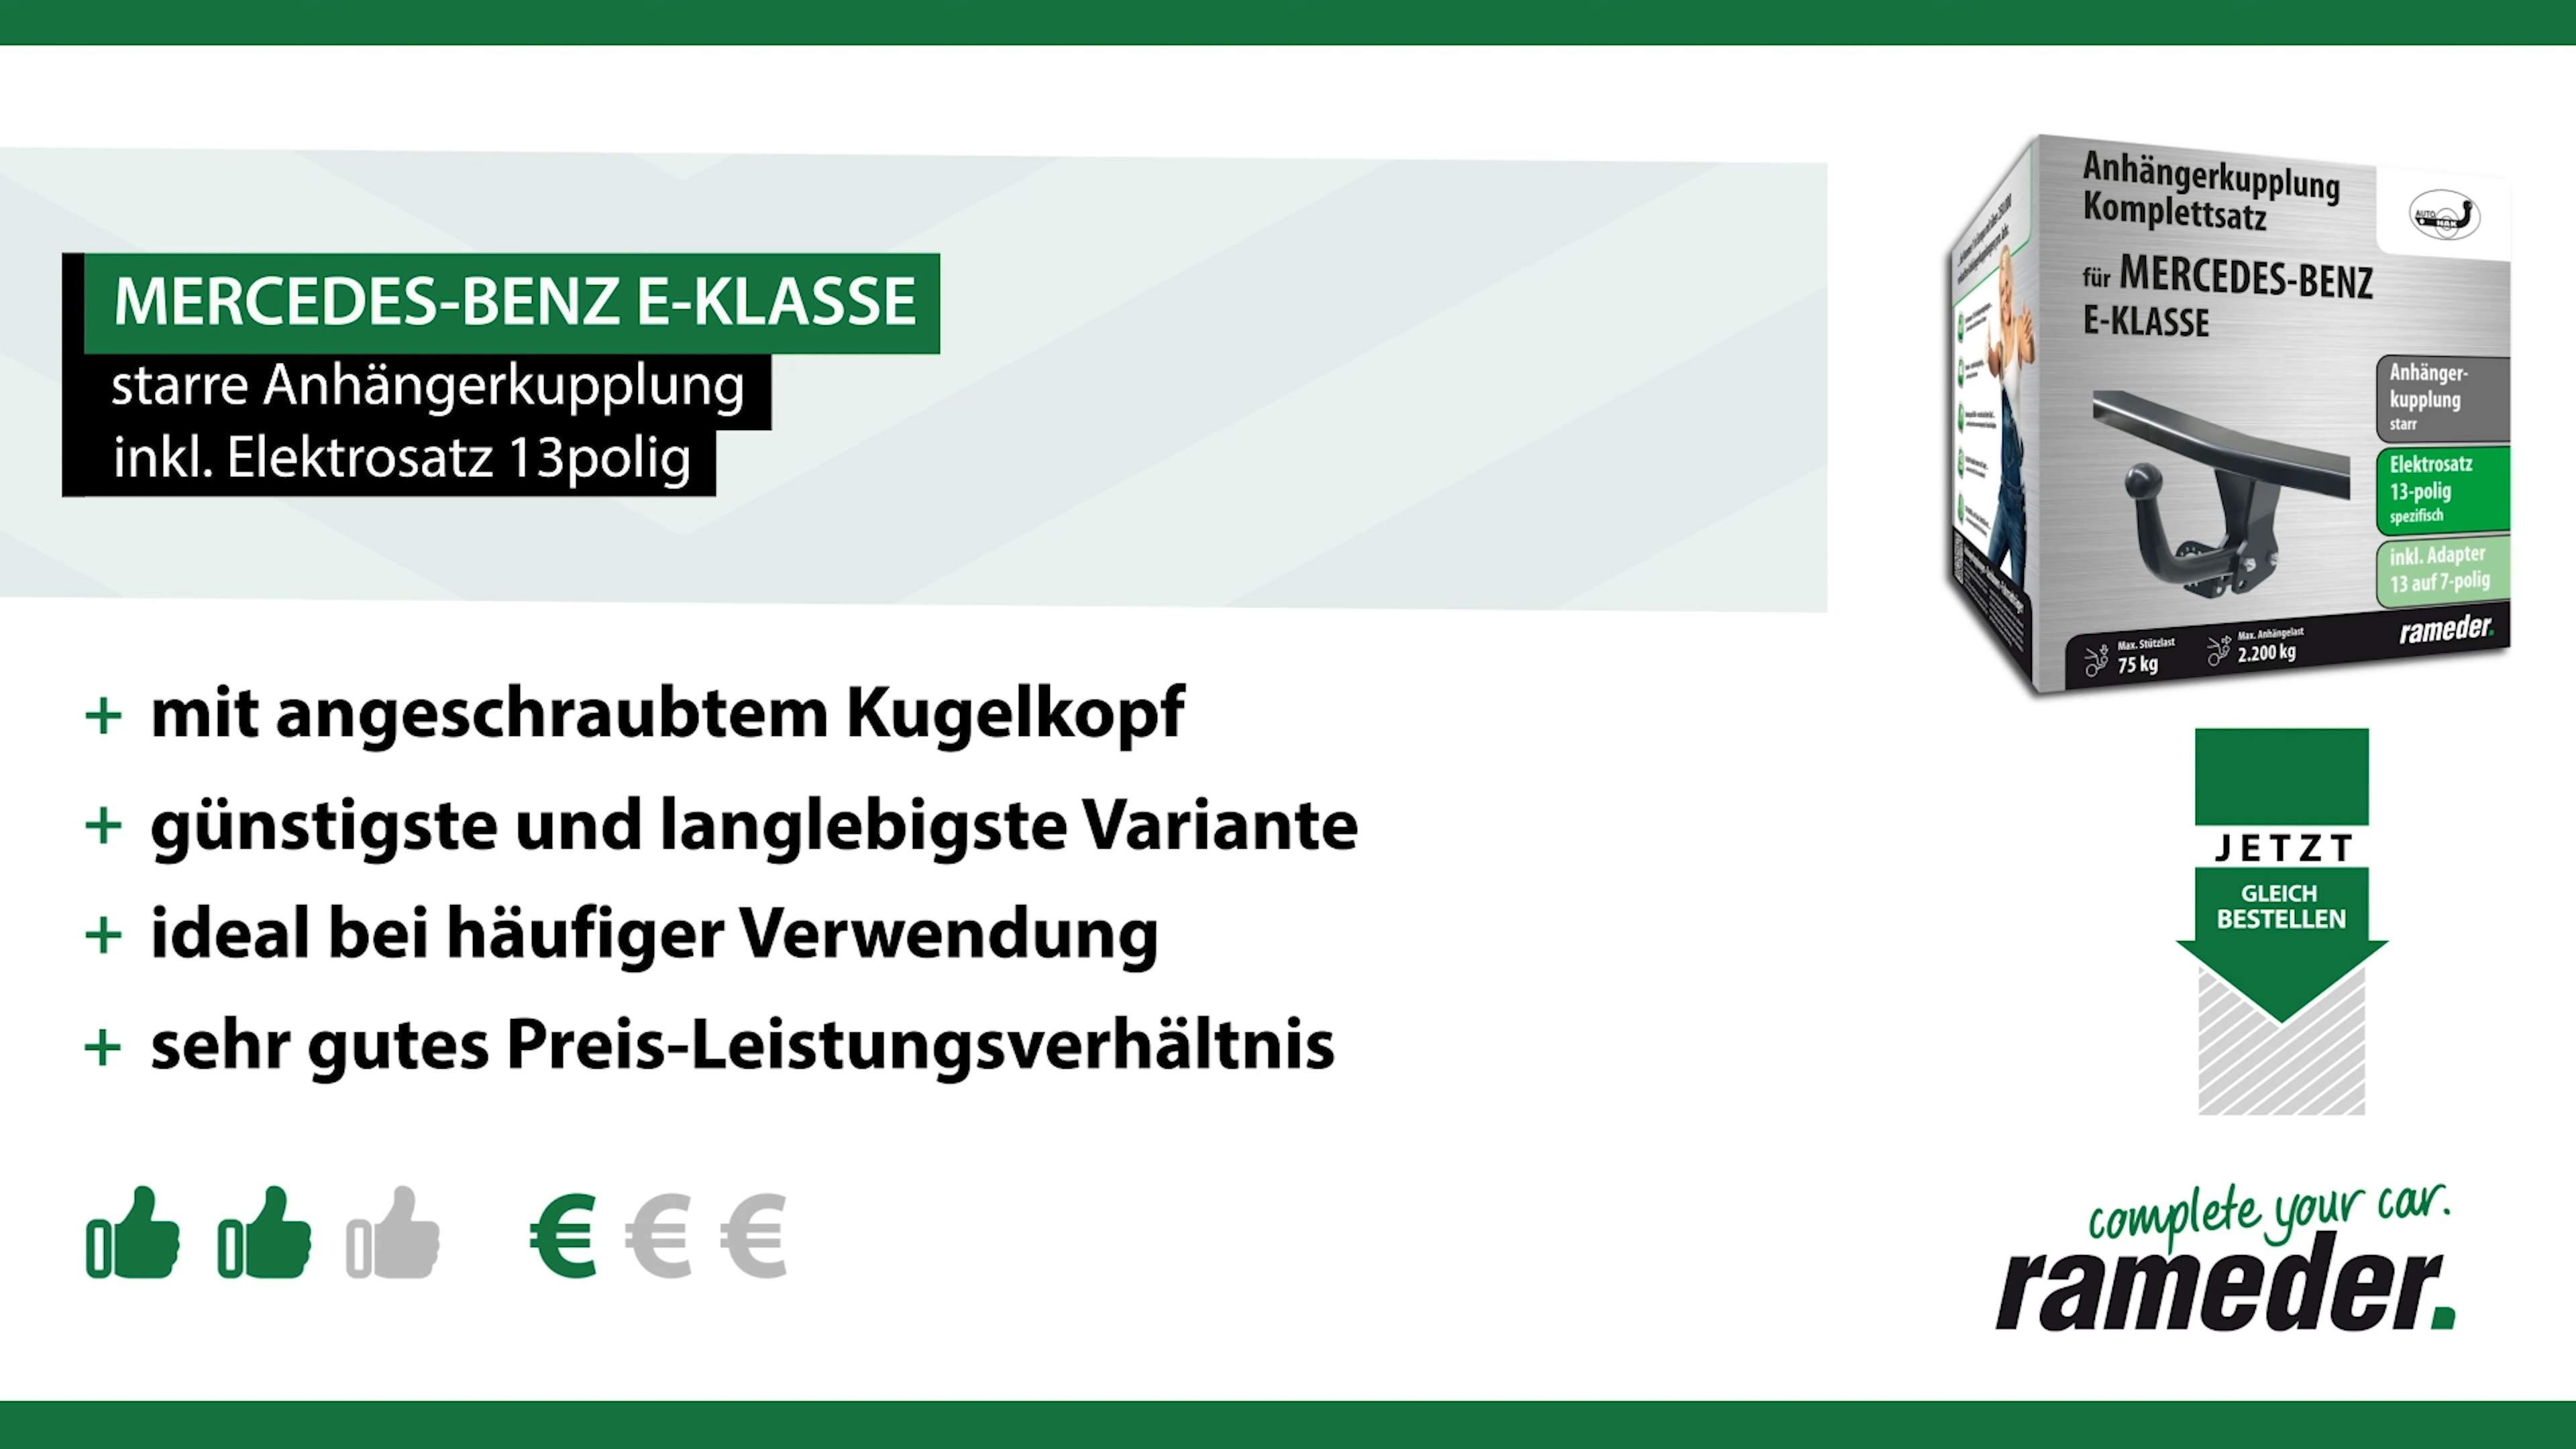 MERCEDES-BENZ E-KLASSE
starre Anhängerkupplung
inkl. Elektrosatz 13polig
+ mit angeschraubtem Kugelkopf
+ günstigste und langlebigste Variante
+ ideal bei häufiger Verwendung
+ sehr gutes Preis-Leistungsverhältnis
€ € €
Anhängerkupplung
Komplettsatz
für MERCEDES-BENZ
E-KLASSE
AUTO
HAK
Anhänger-
kupplung
starr
Elektrosatz
13-polig
spezifisch
inkl. Adapter
13 auf 7-polig
Max. Stützlast
75 kg
Max. Anhängelast
2.200 kg
rameder.
JETZT
GLEICH
BESTELLEN
complete your car.
rameder.